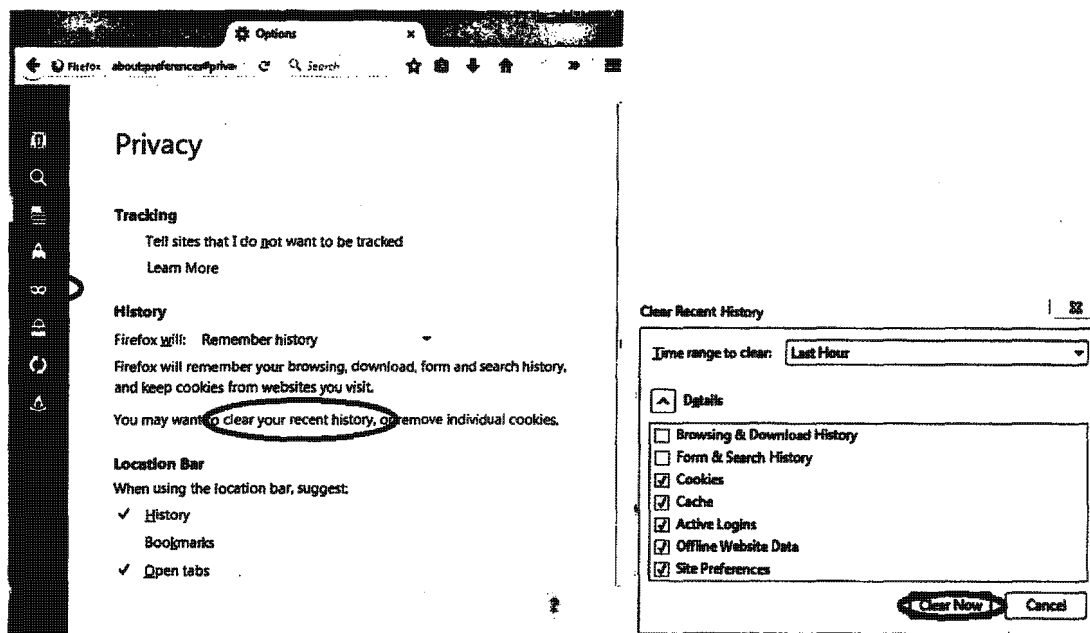 Options
Firefox about:preferences#priva Search
Privacy
Tracking
Tell sites that I do not want to be tracked
Learn More
History
Firefox will: Remember history
Firefox will remember your browsing, download, form and search history,
and keep cookies from websites you visit.
You may want to clear your recent history, or remove individual cookies.
Location Bar
When using the location bar, suggest:
History
Bookmarks
Open tabs
Clear Recent History
Time range to clear: Last Hour
Details
Browsing & Download History
Form & Search History
Cookies
Cache
Active Logins
Offline Website Data
Site Preferences
Clear Now Cancel